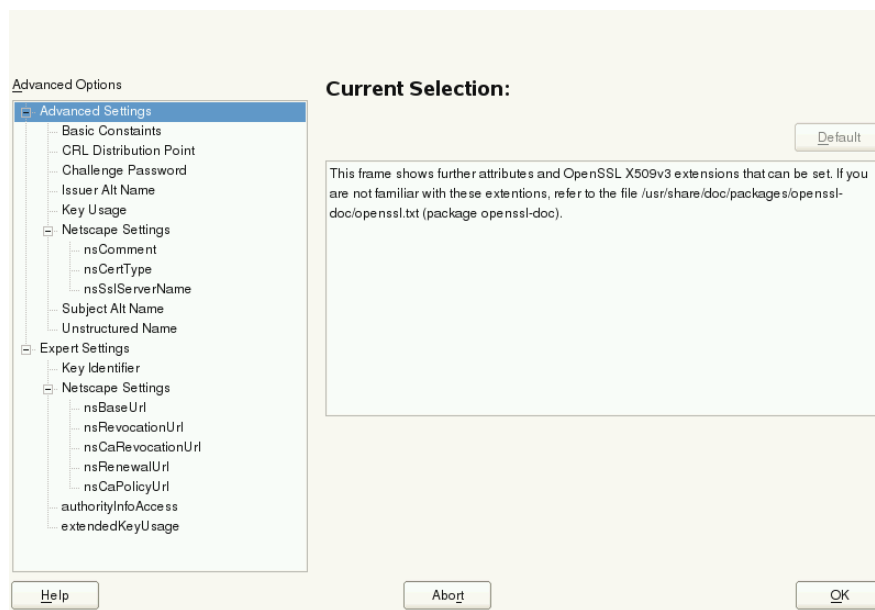 Advanced Options
Advanced Settings
Basic Constaints
CRL Distribution Point
Challenge Password
Issuer Alt Name
Key Usage
Netscape Settings
nsComment
nsCertType
nsSslServerName
Subject Alt Name
Unstructured Name
Expert Settings
Key Identifier
Netscape Settings
nsBaseUrl
nsRevocationUrl
nsCaRevocationUrl
nsRenewalUrl
nsCaPolicyUrl
authorityInfoAccess
extendedKeyUsage
Current Selection:
Default
This frame shows further attributes and OpenSSL X509v3 extensions that can be set. If you
are not familiar with these extentions, refer to the file /usr/share/doc/packages/openssl-
doc/openssl.txt (package openssl-doc).
Help
Abort
OK